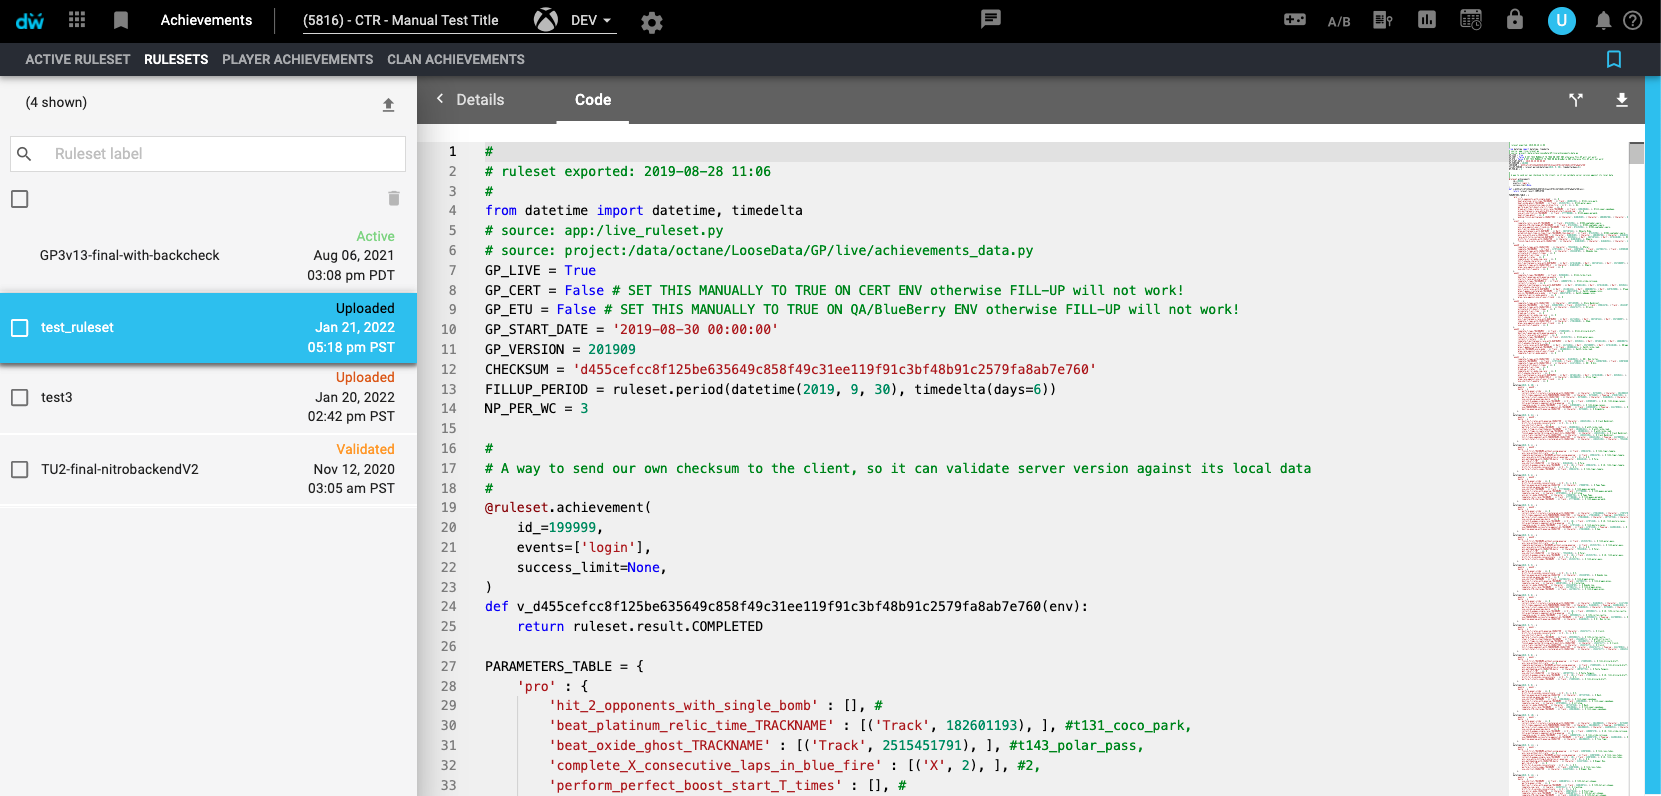 dw Achievements (5816) - CTR - Manual Test Title DEV A/B U
ACTIVE RULESET RULESETS PLAYER ACHIEVEMENTS CLAN ACHIEVEMENTS
(4 shown)
Ruleset label
Active
GP3v13-final-with-backcheck Aug 06, 2021
03:08 pm PDT
Uploaded
test_ruleset Jan 21, 2022
05:18 pm PST
Uploaded
test3 Jan 20, 2022
02:42 pm PST
Validated
TU2-final-nitrobackendV2 Nov 12, 2020
03:05 am PST
Details Code
1 #
2 # ruleset exported: 2019-08-28 11:06
3 #
4 from datetime import datetime, timedelta
5 # source: app:/live_ruleset.py
6 # source: project:/data/octane/LooseData/GP/live/achievements_data.py
7 GP_LIVE = True
8 GP_CERT = False # SET THIS MANUALLY TO TRUE ON CERT ENV otherwise FILL-UP will not work!
9 GP_ETU = False # SET THIS MANUALLY TO TRUE ON QA/BlueBerry ENV otherwise FILL-UP will not work!
10 GP_START_DATE = '2019-08-30 00:00:00'
11 GP_VERSION = 201909
12 CHECKSUM = 'd455cefcc8f125be635649c858f49c31ee119f91c3bf48b91c2579fa8ab7e760'
13 FILLUP_PERIOD = ruleset.period(datetime(2019, 9, 30), timedelta(days=6))
14 NP_PER_WC = 3
15
16 #
17 # A way to send our own checksum to the client, so it can validate server version against its local data
18 #
19 @ruleset.achievement(
20 id_=199999,
21 events=['login'],
22 success_limit=None,
23 )
24 def v_d455cefcc8f125be635649c858f49c31ee119f91c3bf48b91c2579fa8ab7e760(env):
25 return ruleset.result.COMPLETED
26
27 PARAMETERS_TABLE = {
28 'pro' : {
29 'hit_2_opponents_with_single_bomb' : [], #
30 'beat_platinum_relic_time_TRACKNAME' : [('Track', 182601193), ], #t131_coco_park,
31 'beat_oxide_ghost_TRACKNAME' : [('Track', 2515451791), ], #t143_polar_pass,
32 'complete_X_consecutive_laps_in_blue_fire' : [('X', 2), ], #2,
33 'perform_perfect_boost_start_T_times' : [], #